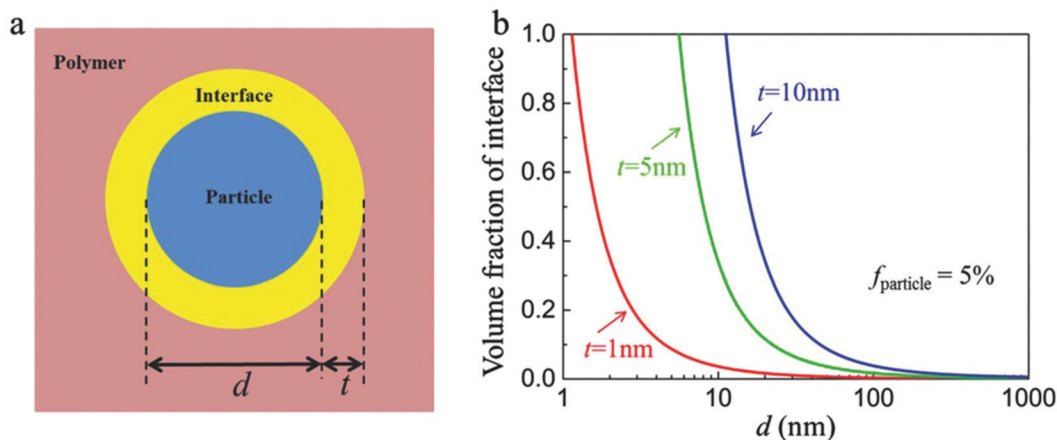 a
Polymer
Interface
Particle
d
t
b
Volume fraction of interface
1.0
0.8
0.6
0.4
0.2
0.0
t=10nm
t=5nm
t=1nm
fparticle = 5%
1
10
100
1000
d (nm)